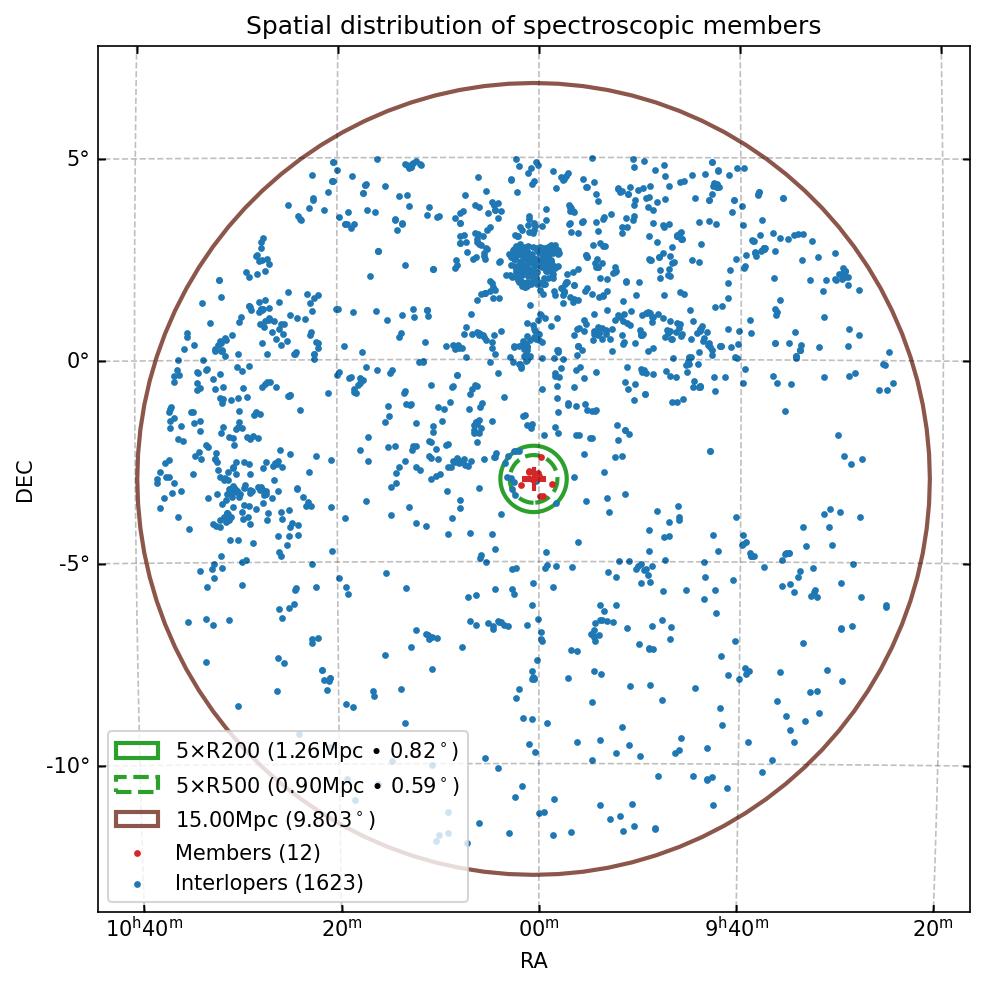 Spatial distribution of spectroscopic members
5°
0°
-5°
-10°
DEC
5×R200 (1.26Mpc • 0.82°)
5×R500 (0.90Mpc • 0.59°)
15.00Mpc (9.803°)
Members (12)
Interlopers (1623)
10h40m 20m 00m 9h40m 20m
RA